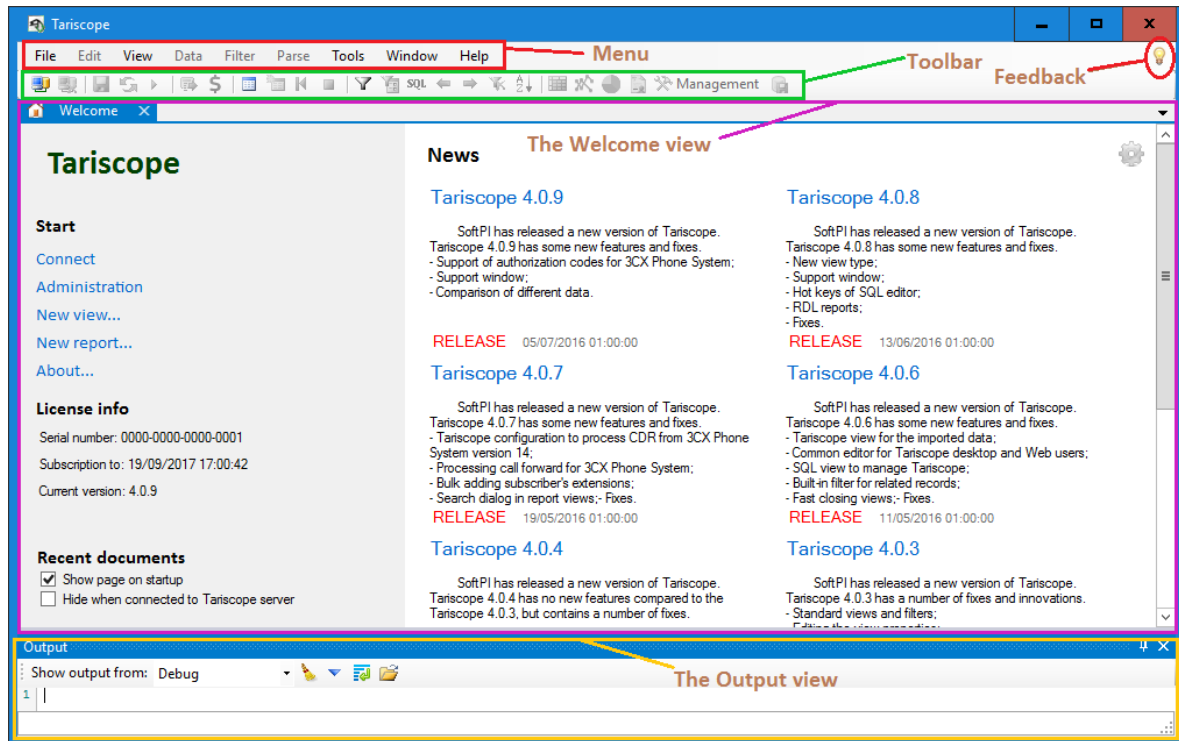 Tariscope
File Edit View Data Filter Parse Tools Window Help
Menu
Toolbar
Feedback
SQL
Management
Welcome
The Welcome view
Tariscope
Start
Connect
Administration
New view...
New report...
About...
License info
Serial number: 0000-0000-0000-0001
Subscription to: 19/09/2017 17:00:42
Current version: 4.0.9
Recent documents
Show page on startup
Hide when connected to Tariscope server
News
Tariscope 4.0.9
SoftPI has released a new version of Tariscope.
Tariscope 4.0.9 has some new features and fixes.
- Support of authorization codes for 3CX Phone System;
- Support window;
- Comparison of different data.
RELEASE 05/07/2016 01:00:00
Tariscope 4.0.8
SoftPI has released a new version of Tariscope.
Tariscope 4.0.8 has some new features and fixes.
- New view type;
- Support window;
- Hot keys of SQL editor;
- RDL reports;
- Fixes.
RELEASE 13/06/2016 01:00:00
Tariscope 4.0.7
SoftPI has released a new version of Tariscope.
Tariscope 4.0.7 has some new features and fixes.
- Tariscope configuration to process CDR from 3CX Phone
System version 14;
- Processing call forward for 3CX Phone System;
- Bulk adding subscriber's extensions;
- Search dialog in report views;- Fixes.
RELEASE 19/05/2016 01:00:00
Tariscope 4.0.6
SoftPI has released a new version of Tariscope.
Tariscope 4.0.6 has some new features and fixes.
- Tariscope view for the imported data;
- Common editor for Tariscope desktop and Web users;
- SQL view to manage Tariscope;
- Built-in filter for related records;
- Fast closing views;- Fixes.
RELEASE 11/05/2016 01:00:00
Tariscope 4.0.4
SoftPI has released a new version of Tariscope.
Tariscope 4.0.4 has no new features compared to the
Tariscope 4.0.3, but contains a number of fixes.
Tariscope 4.0.3
SoftPI has released a new version of Tariscope.
Tariscope 4.0.3 has a number of fixes and innovations.
- Standard views and filters;
- Editing the view properties;
Output
Show output from: Debug
The Output view
1